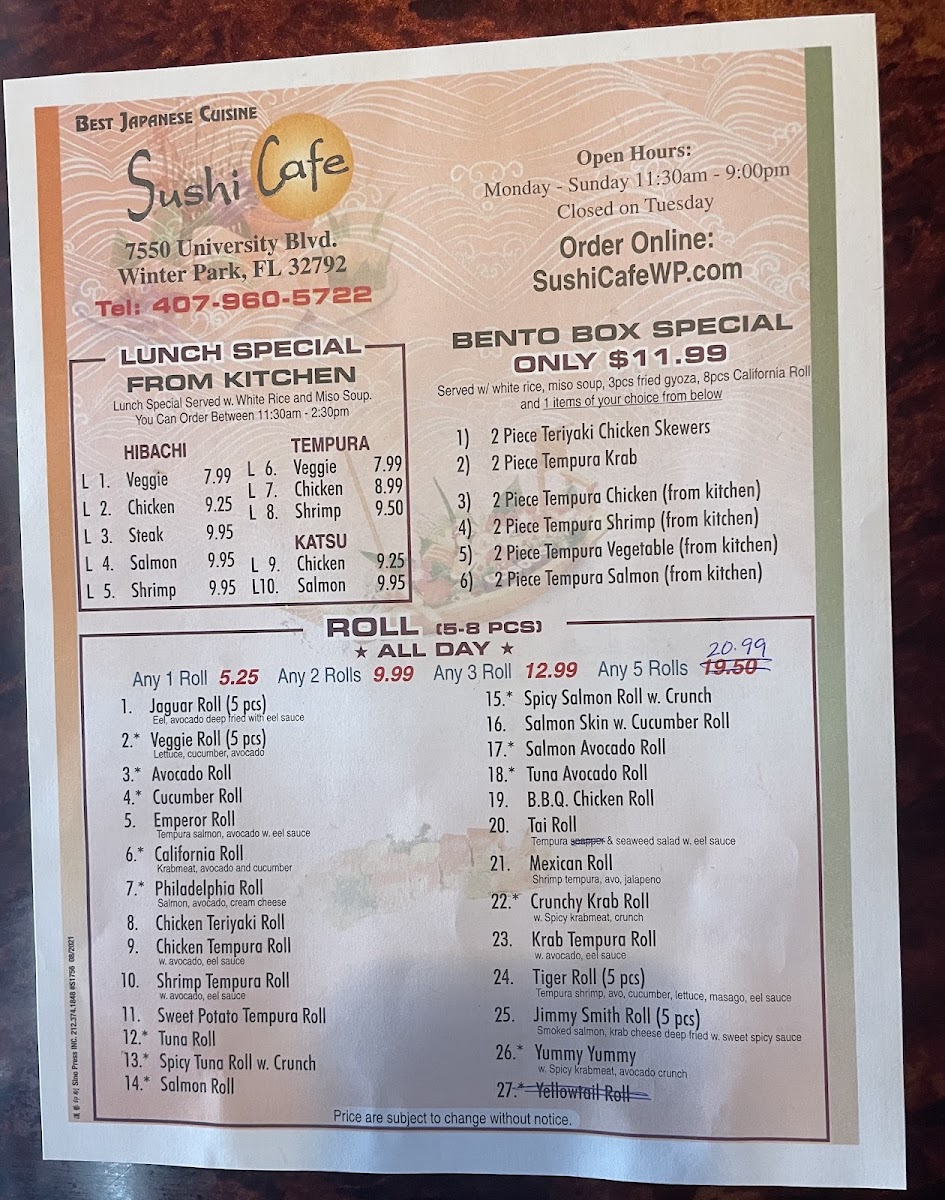 BEST JAPANESE CUISINE
Sushi Cafe
7550 University Blvd.
Winter Park, FL 32792
Tel: 407-960-5722
Open Hours:
Monday - Sunday 11:30am - 9:00pm
Closed on Tuesday
Order Online:
SushiCafeWP.com
LUNCH SPECIAL
FROM KITCHEN
Lunch Special Served w. White Rice and Miso Soup.
You Can Order Between 11:30am - 2:30pm
HIBACHI
L 1. Veggie 7.99
L 2. Chicken 9.25
L 3. Steak 9.95
L 4. Salmon 9.95
L 5. Shrimp 9.95
TEMPURA
L 6. Veggie 7.99
L 7. Chicken 8.99
L 8. Shrimp 9.50
KATSU
L 9. Chicken 9.25
L10. Salmon 9.95
BENTO BOX SPECIAL
ONLY $11.99
Served w/ white rice, miso soup, 3pcs fried gyoza, 8pcs California Roll
and 1 items of your choice from below
1) 2 Piece Teriyaki Chicken Skewers
2) 2 Piece Tempura Krab
3) 2 Piece Tempura Chicken (from kitchen)
4) 2 Piece Tempura Shrimp (from kitchen)
5) 2 Piece Tempura Vegetable (from kitchen)
6) 2 Piece Tempura Salmon (from kitchen)
ROLL (5-8 PCS)
★ ALL DAY ★
20.99
Any 1 Roll 5.25 Any 2 Rolls 9.99 Any 3 Roll 12.99 Any 5 Rolls 19.50
1. Jaguar Roll (5 pcs)
Eel, avocado deep fried with eel sauce
2.* Veggie Roll (5 pcs)
Lettuce, cucumber, avocado
3.* Avocado Roll
4.* Cucumber Roll
5. Emperor Roll
Tempura salmon, avocado w. eel sauce
6.* California Roll
Krabmeat, avocado and cucumber
7.* Philadelphia Roll
Salmon, avocado, cream cheese
8. Chicken Teriyaki Roll
9. Chicken Tempura Roll
w. avocado, eel sauce
10. Shrimp Tempura Roll
w. avocado, eel sauce
11. Sweet Potato Tempura Roll
12.* Tuna Roll
13.* Spicy Tuna Roll w. Crunch
14.* Salmon Roll
15.* Spicy Salmon Roll w. Crunch
16. Salmon Skin w. Cucumber Roll
17.* Salmon Avocado Roll
18.* Tuna Avocado Roll
19. B.B.Q. Chicken Roll
20. Tai Roll
Tempura snapper & seaweed salad w. eel sauce
21. Mexican Roll
Shrimp tempura, avo, jalapeno
22.* Crunchy Krab Roll
w. Spicy krabmeat, crunch
23. Krab Tempura Roll
w. avocado, eel sauce
24. Tiger Roll (5 pcs)
Tempura shrimp, avo, cucumber, lettuce, masago, eel sauce
25. Jimmy Smith Roll (5 pcs)
Smoked salmon, krab cheese deep fried w. sweet spicy sauce
26.* Yummy Yummy
w. Spicy krabmeat, avocado crunch
27.* Yellowtail Roll
Price are subject to change without notice.
Sino Press INC. 212.374.1848 #S1756 08/2021